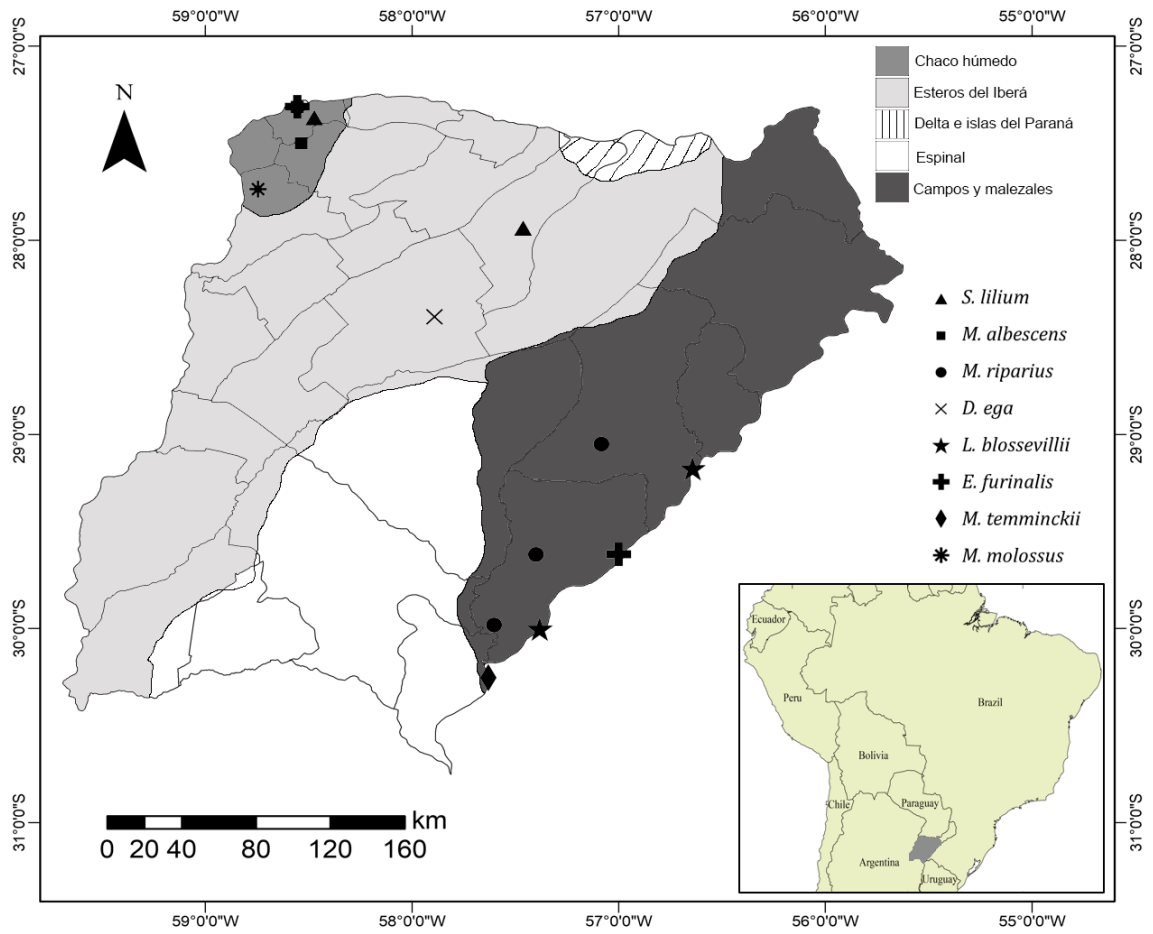 59°0'0"W 58°0'0"W 57°0'0"W 56°0'0"W 55°0'0"W
27°0'0"S
27°0'0"S
N
Chaco húmedo
Esteros del Iberá
Delta e islas del Paraná
Espinal
Campos y malezales
28°0'0"S
28°0'0"S
S. lilium
M. albescens
M. riparius
D. ega
L. blossevillii
E. furinalis
M. temminckii
M. molossus
29°0'0"S
29°0'0"S
30°0'0"S
30°0'0"S
Ecuador
Peru
Brazil
Bolivia
Chile
Paraguay
Argentina
Uruguay
31°0'0"S
31°0'0"S
km
0 20 40 80 120 160
59°0'0"W 58°0'0"W 57°0'0"W 56°0'0"W 55°0'0"W